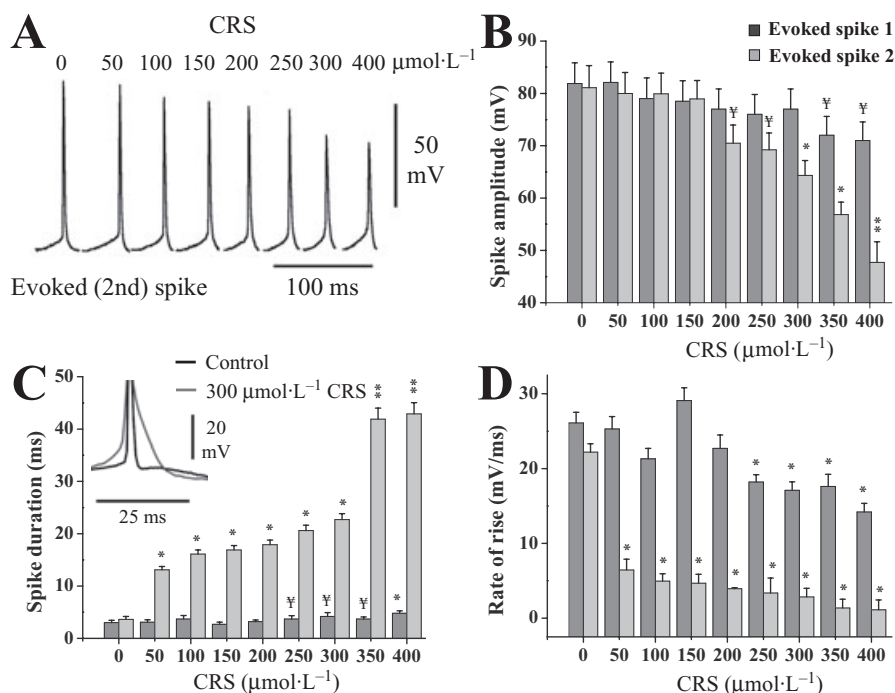 A
CRS
0 50 100 150 200 250 300 400 μmol·L⁻¹
50
mV
Evoked (2nd) spike
100 ms
B
Evoked spike 1
Evoked spike 2
90
80
70
60
50
40
Spike amplitude (mV)
¥ ¥ * ¥ * ¥ **
0 50 100 150 200 250 300 350 400
CRS (μmol·L⁻¹)
C
Control
300 μmol·L⁻¹ CRS
20
mV
25 ms
50
40
30
20
10
0
Spike duration (ms)
* * * * * * ** **
¥ ¥ ¥ *
0 50 100 150 200 250 300 350 400
CRS (μmol·L⁻¹)
D
30
20
10
0
Rate of rise (mV/ms)
* * * *
* * * * * * * *
0 50 100 150 200 250 300 350 400
CRS (μmol·L⁻¹)